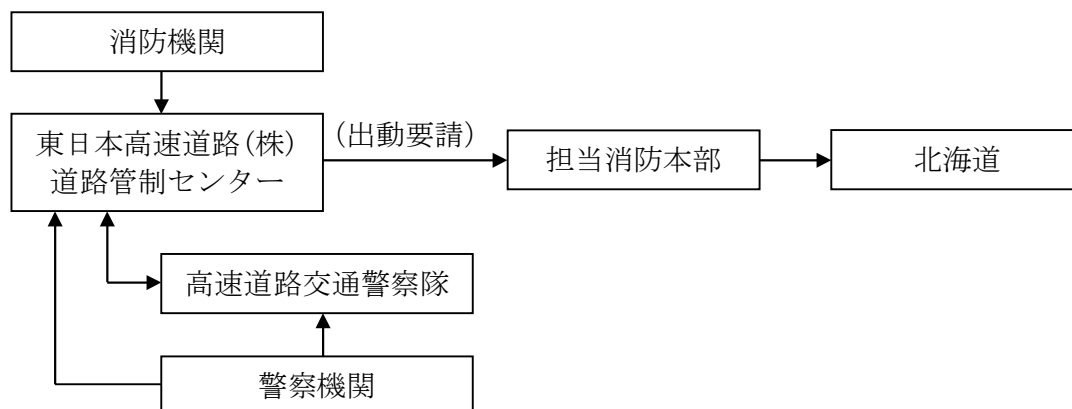 消防機関
東日本高速道路(株)
道路管制センター
(出動要請)
担当消防本部
北海道
高速道路交通警察隊
警察機関